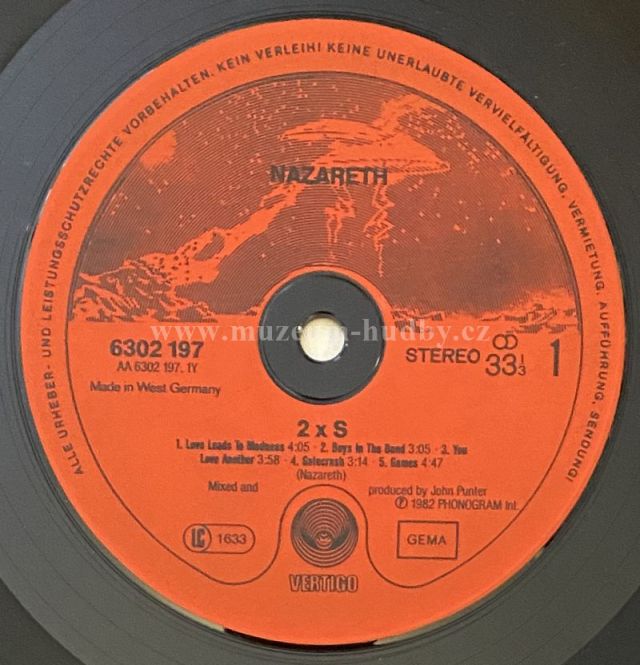 ALLE URHEBER- UND LEISTUNGSSCHUTZRECHTE VORBEHALTEN. KEIN VERLEIH! KEINE UNERLAUBTE VERVIELFÄLTIGUNG, VERMIETUNG, AUFFÜHRUNG, SENDUNG!
NAZARETH
www.muzeum-hudby.cz
6302 197
AA 6302 197. 1Y
Made in West Germany
STEREO 33 1/3
1
2 x S
1. Love Leads To Madness 4:05 · 2. Boys In The Band 3:05 · 3. You
Love Another 3:58 · 4. Gatecrash 3:14 · 5. Games 4:47
(Nazareth)
Mixed and produced by John Punter
Ⓟ 1982 PHONOGRAM Int.
LC 1633
GEMA
VERTIGO